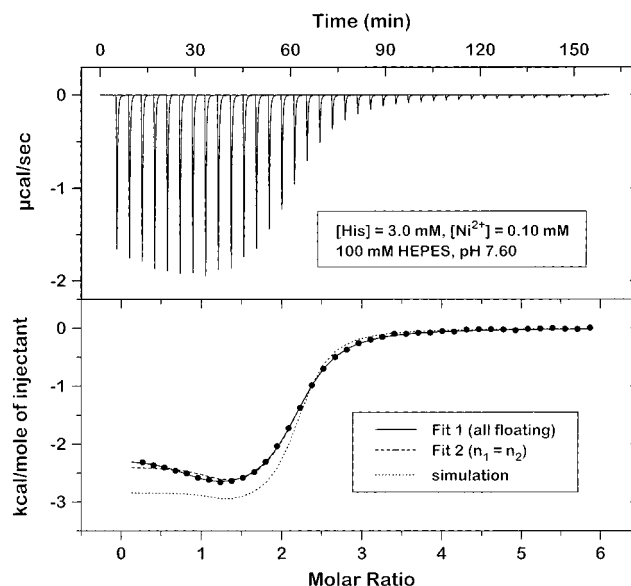 Time (min)
0 30 60 90 120 150
0
-1
-2
µcal/sec
[His] = 3.0 mM, [Ni²⁺] = 0.10 mM
100 mM HEPES, pH 7.60
0
-1
-2
-3
kcal/mole of injectant
Fit 1 (all floating)
Fit 2 (n₁ = n₂)
simulation
0 1 2 3 4 5 6
Molar Ratio